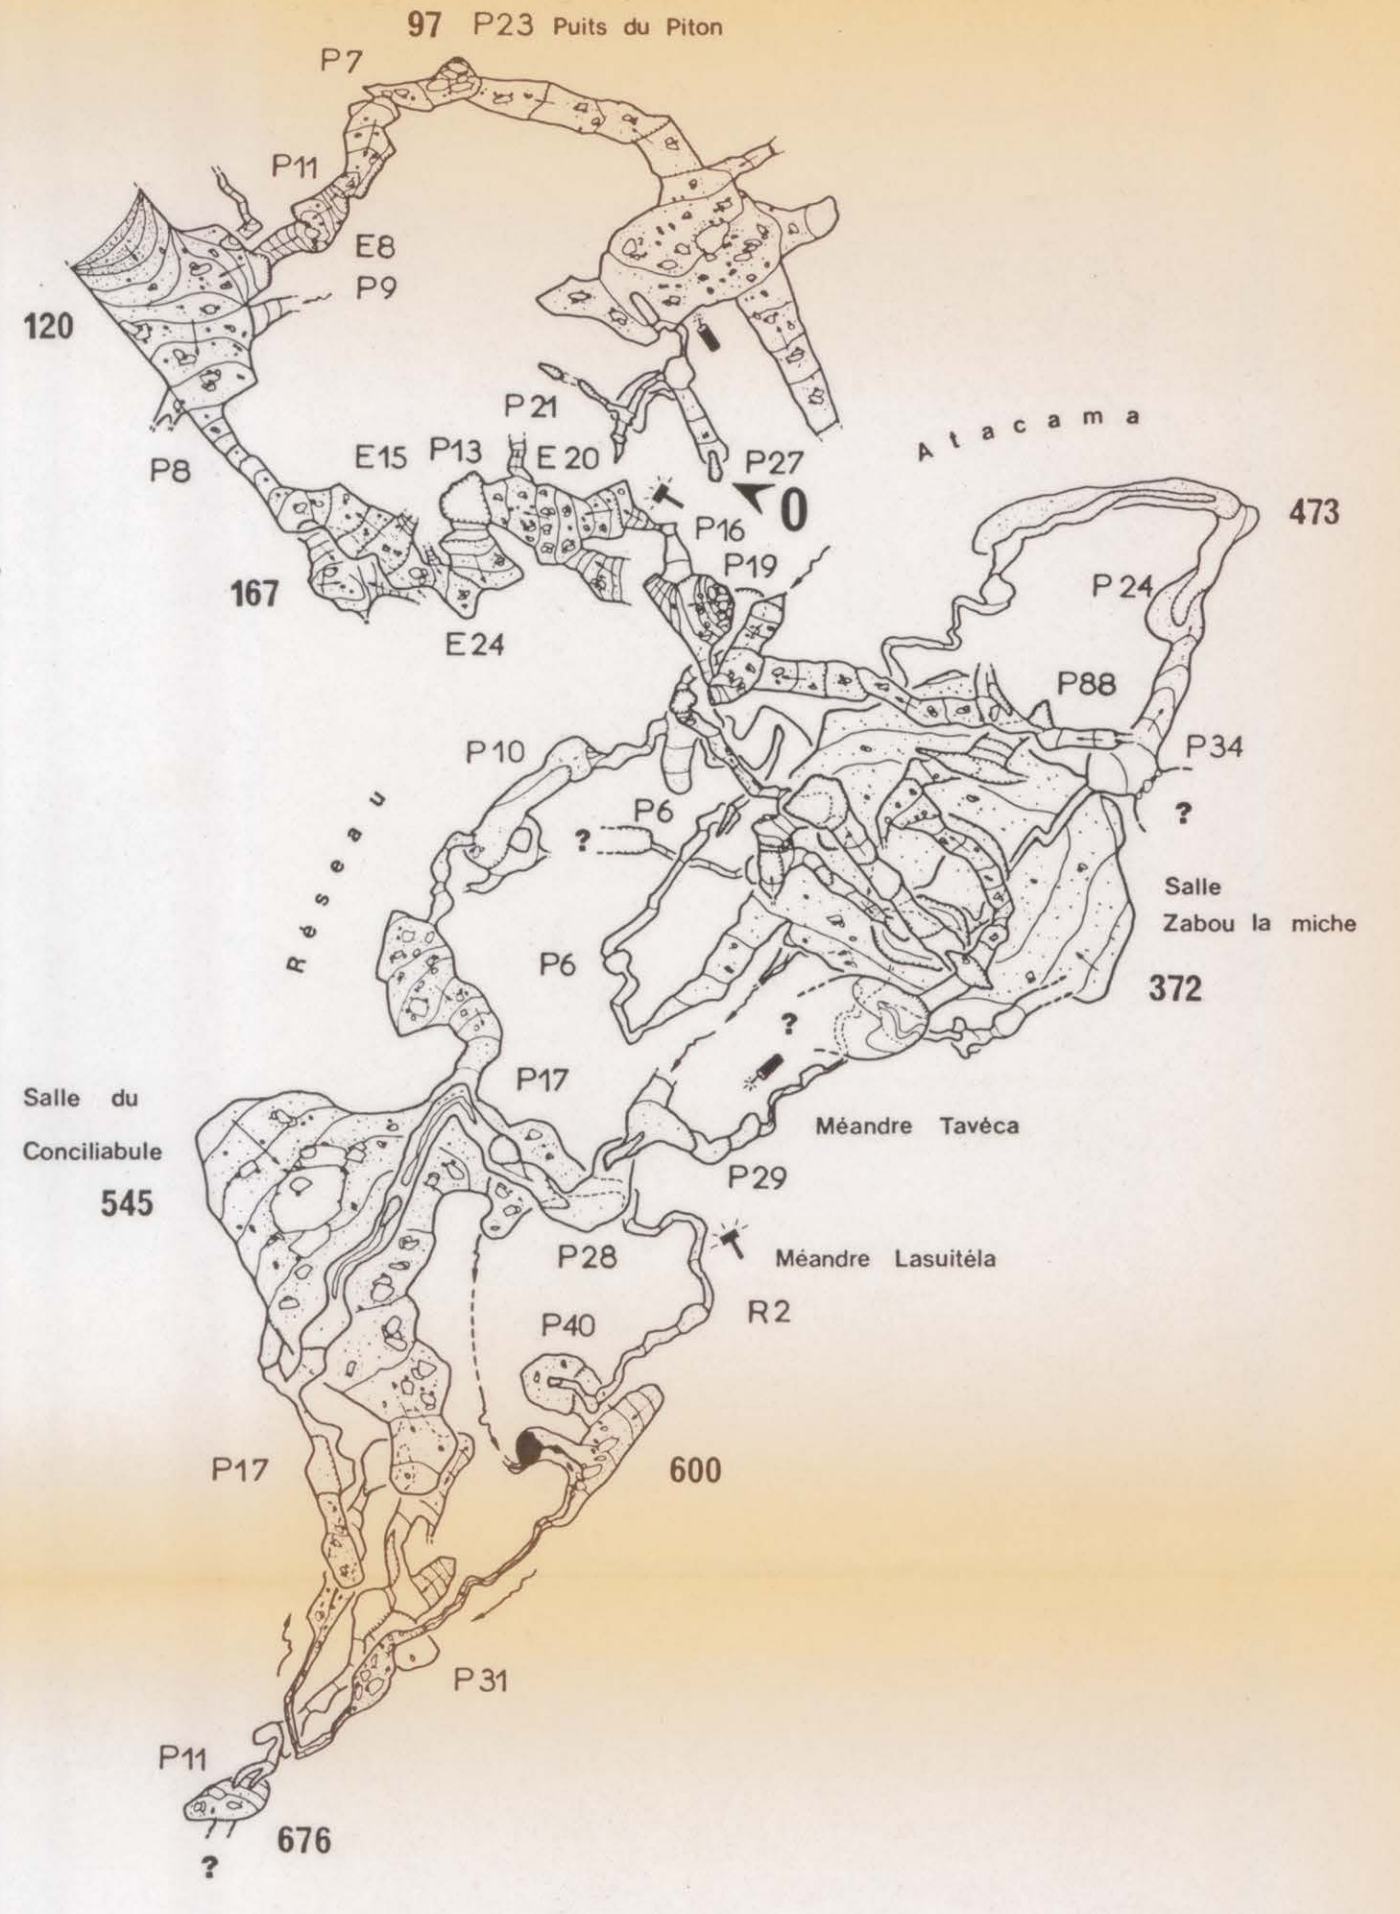 97 P23 Puits du Piton
P7
P11
E8
P9
120
P21
E15 P13 E20
P8
P27
0
Atacama
P16
473
P19
P24
167
E24
P88
P10
P34
?
P6
?
Réseau
Salle
Zabou la miche
P6
372
?
P17
Salle du
Conciliabule
545
Méandre Tavéca
P29
P28
Méandre Lasuitéla
R2
P40
P17
600
P31
P11
676
?